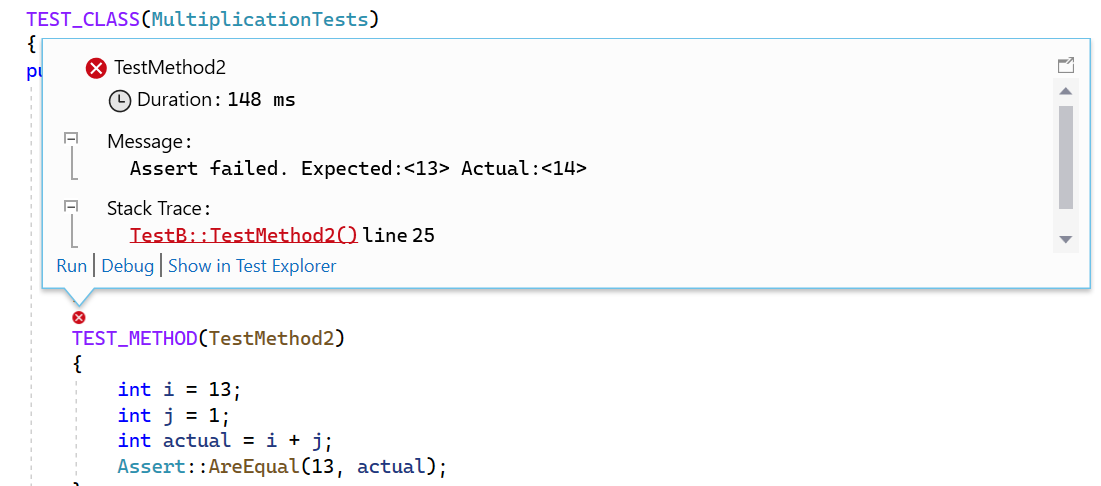 TEST_CLASS(MultiplicationTests)
{
pu
TestMethod2
Duration: 148 ms
Message:
Assert failed. Expected:<13> Actual:<14>
Stack Trace:
TestB::TestMethod2() line 25
Run | Debug | Show in Test Explorer
TEST_METHOD(TestMethod2)
{
int i = 13;
int j = 1;
int actual = i + j;
Assert::AreEqual(13, actual);